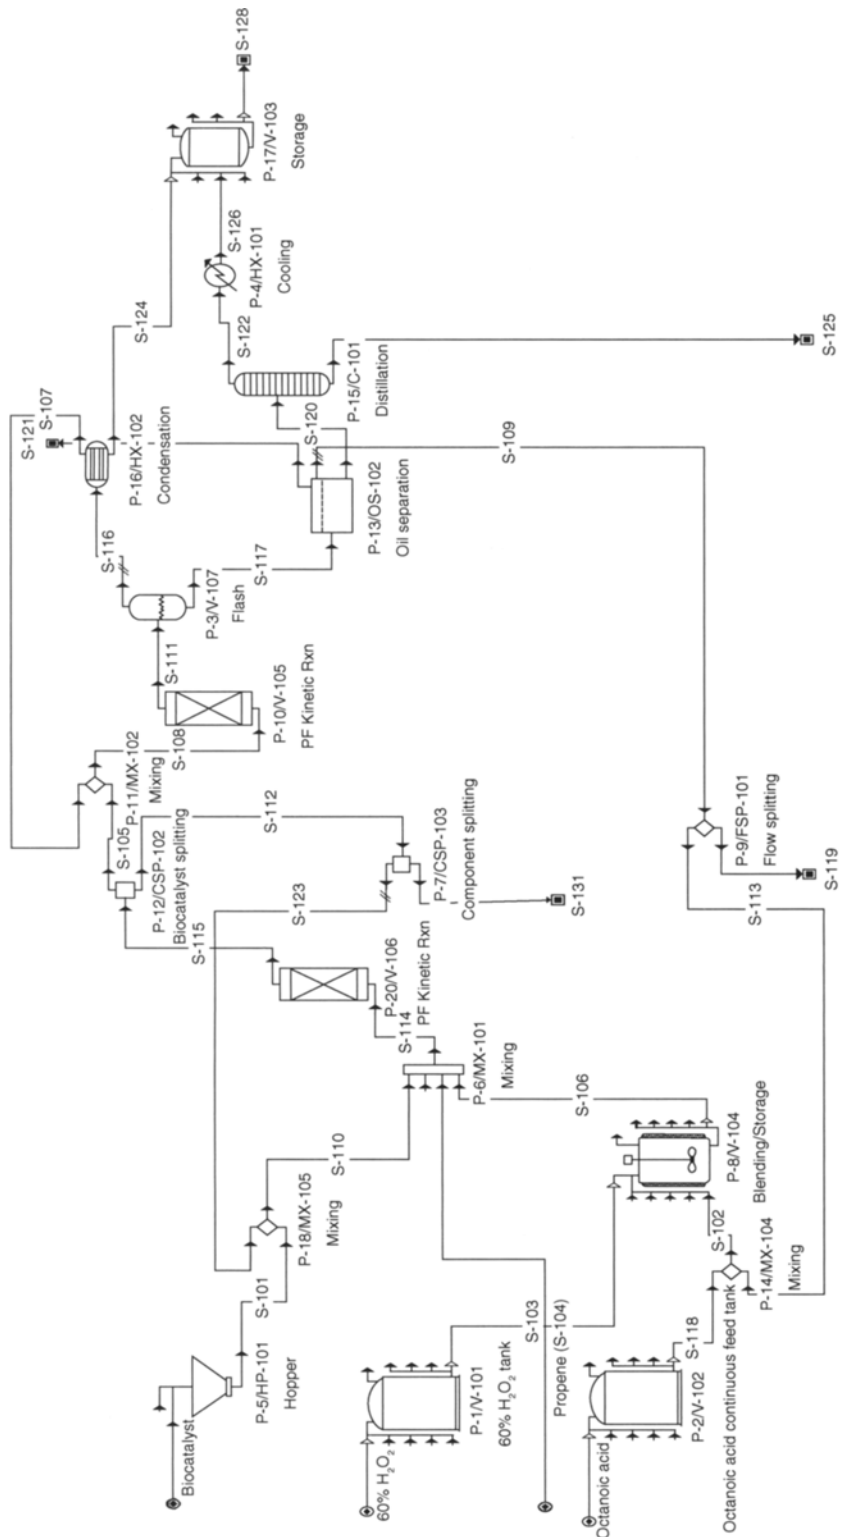 Biocatalyst
P-5/HP-101
Hopper
S-101
60% H₂O₂
P-1/V-101
60% H₂O₂ tank
S-103
Propene (S-104)
Octanoic acid
P-2/V-102
Octanoic acid continuous feed tank
S-118
P-14/MX-104
Mixing
S-102
P-8/V-104
Blending/Storage
S-106
P-18/MX-105
Mixing
S-110
P-6/MX-101
Mixing
S-114
P-20/V-106
PF Kinetic Rxn
S-115
S-123
P-12/CSP-102
Biocatalyst splitting
S-105
S-112
P-7/CSP-103
Component splitting
S-131
P-11/MX-102
Mixing
S-108
P-10/V-105
PF Kinetic Rxn
S-111
P-3/V-107
Flash
S-116
S-117
P-16/HX-102
Condensation
S-121
S-107
S-124
P-13/OS-102
Oil separation
S-120
S-109
P-9/FSP-101
Flow splitting
S-113
S-119
P-15/C-101
Distillation
S-122
S-125
P-4/HX-101
Cooling
S-126
P-17/V-103
Storage
S-128